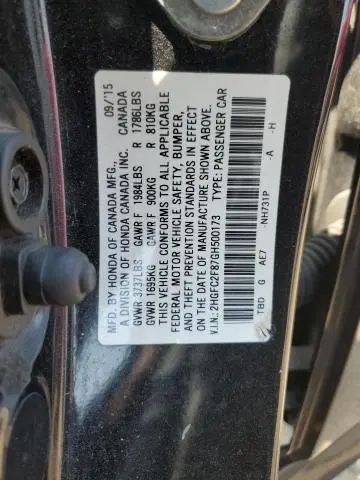 MFD. BY HONDA OF CANADA MFG., 09/'15
A DIVISION OF HONDA CANADA INC. CANADA
GVWR 3737LBS GAWR F 1984LBS R 1786LBS
GVWR 1695KG GAWR F 900KG R 810KG
THIS VEHICLE CONFORMS TO ALL APPLICABLE
FEDERAL MOTOR VEHICLE SAFETY, BUMPER,
AND THEFT PREVENTION STANDARDS IN EFFECT
ON THE DATE OF MANUFACTURE SHOWN ABOVE.
V.I.N.: 2HGFC2F87GH500173 TYPE: PASSENGER CAR
TBD G AE7 -NH731P -A -H